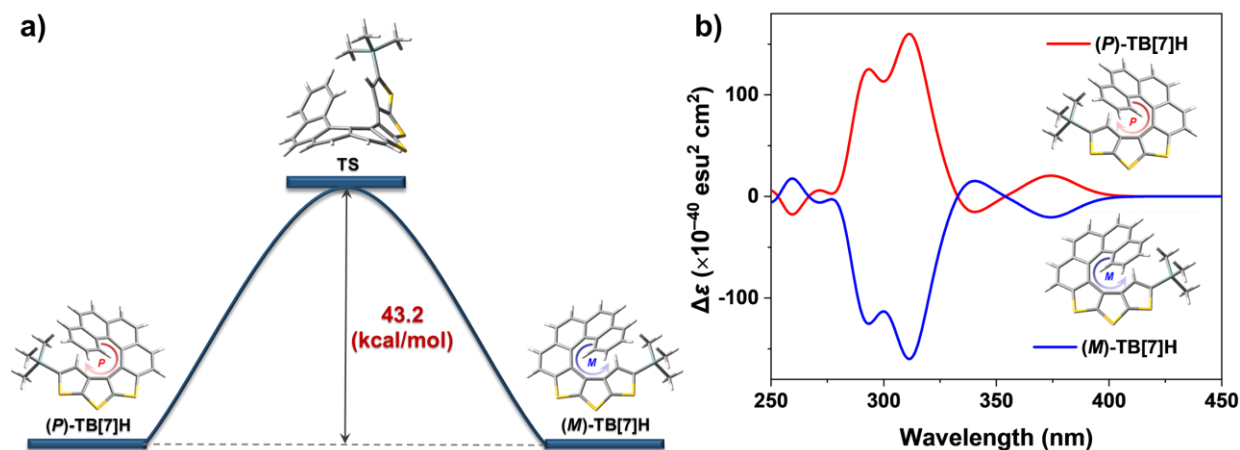 a)
TS
43.2
(kcal/mol)
P
M
(P)-TB[7]H
(M)-TB[7]H
b)
Δε (×10⁻⁴⁰ esu² cm²)
100
0
-100
250
300
350
400
450
Wavelength (nm)
(P)-TB[7]H
P
M
(M)-TB[7]H